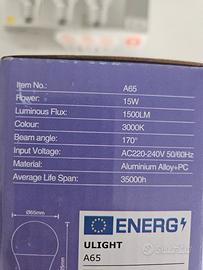 Item No.: A65
Power: 15W
Luminous Flux: 1500LM
Colour: 3000K
Beam angle: 170°
Input Voltage: AC220-240V 50/60Hz
Material: Aluminium Alloy+PC
Average Life Span: 35000h
Ø65mm
ENERG
ULIGHT
A65